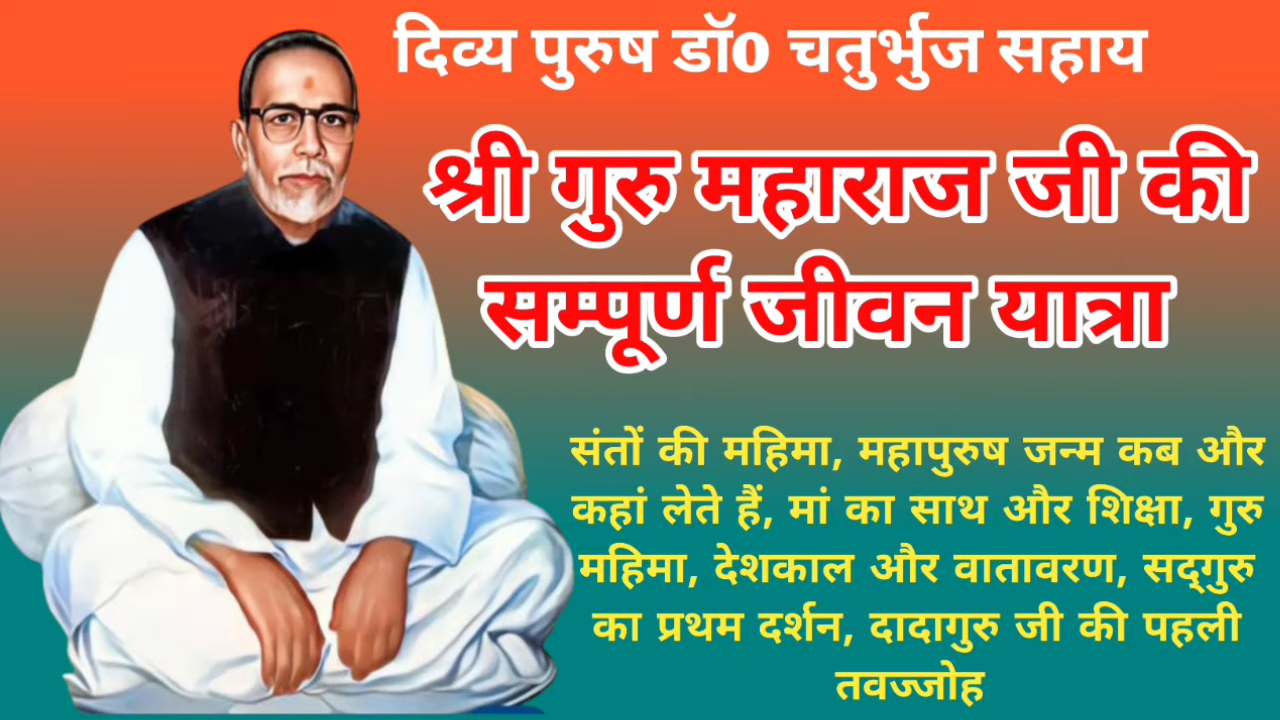 दिव्य पुरुष डॉ0 चतुर्भुज सहाय
श्री गुरु महाराज जी की
सम्पूर्ण जीवन यात्रा
संतों की महिमा, महापुरुष जन्म कब और
कहां लेते हैं, मां का साथ और शिक्षा, गुरु
महिमा, देशकाल और वातावरण, सद्गुरु
का प्रथम दर्शन, दादागुरु जी की पहली
तवज्जोह